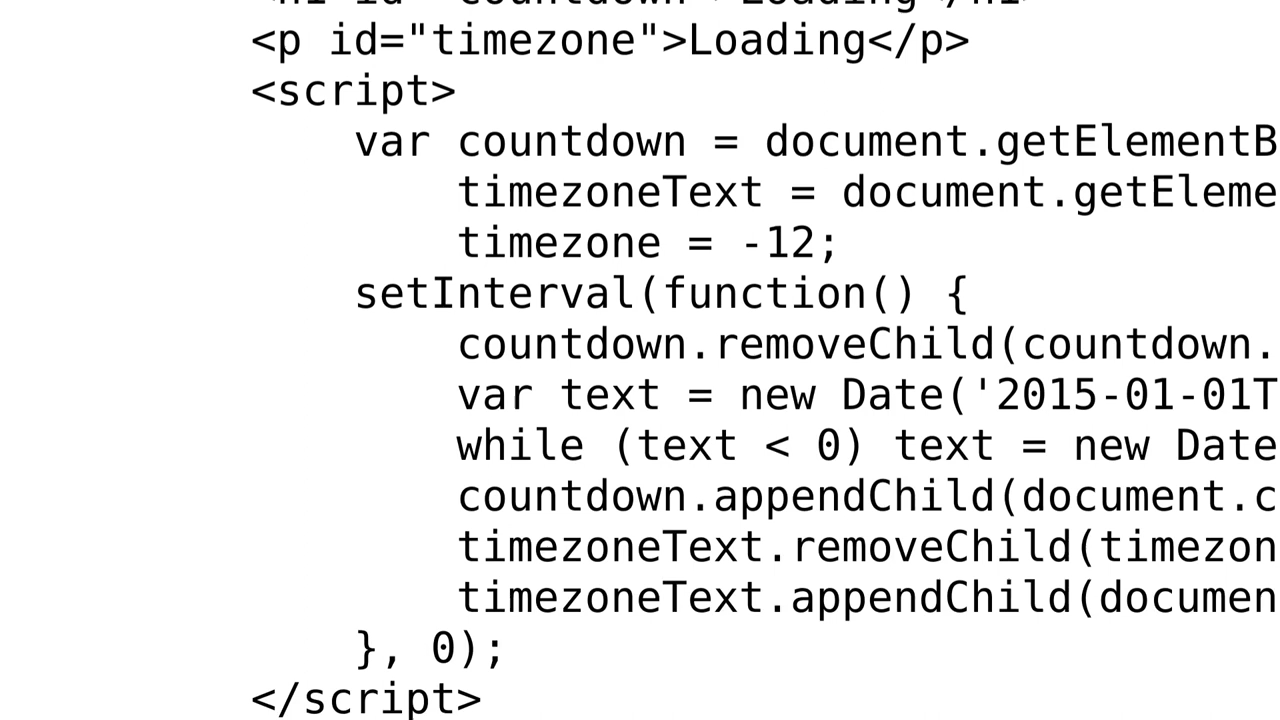 <p id="timezone">Loading</p>
<script>
var countdown = document.getElementB
timezoneText = document.getEleme
timezone = -12;
setInterval(function() {
countdown.removeChild(countdown.
var text = new Date('2015-01-01T
while (text < 0) text = new Date
countdown.appendChild(document.c
timezoneText.removeChild(timezon
timezoneText.appendChild(documen
}, 0);
</script>